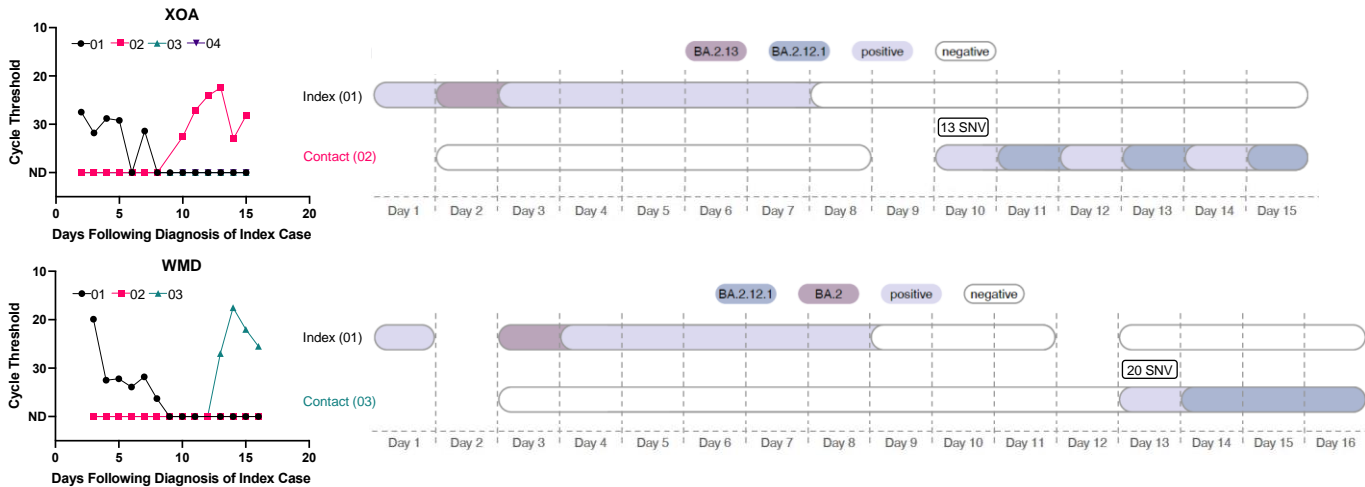 XOA
10
20
30
ND
Cycle Threshold
01 02 03 04
0 5 10 15 20
Days Following Diagnosis of Index Case
BA.2.13 BA.2.12.1 positive negative
Index (01)
13 SNV
Contact (02)
Day 1 Day 2 Day 3 Day 4 Day 5 Day 6 Day 7 Day 8 Day 9 Day 10 Day 11 Day 12 Day 13 Day 14 Day 15
WMD
10
20
30
ND
Cycle Threshold
01 02 03
0 5 10 15 20
Days Following Diagnosis of Index Case
BA.2.12.1 BA.2 positive negative
Index (01)
20 SNV
Contact (03)
Day 1 Day 2 Day 3 Day 4 Day 5 Day 6 Day 7 Day 8 Day 9 Day 10 Day 11 Day 12 Day 13 Day 14 Day 15 Day 16